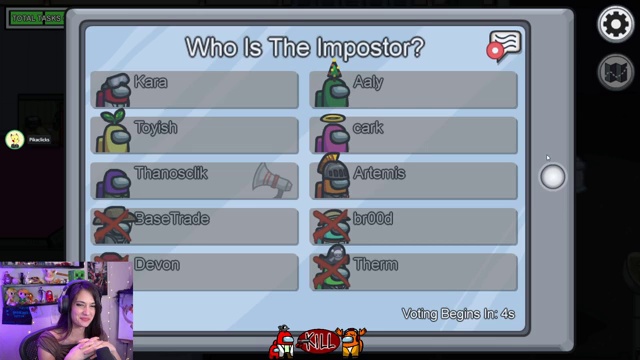 TOTAL TASKS
Who Is The Impostor?
Kara
Aaly
Toyish
cark
Pikaclicks
Thanosclik
Artemis
BaseTrade
br00d
Devon
Therm
Voting Begins In: 4s
KILL